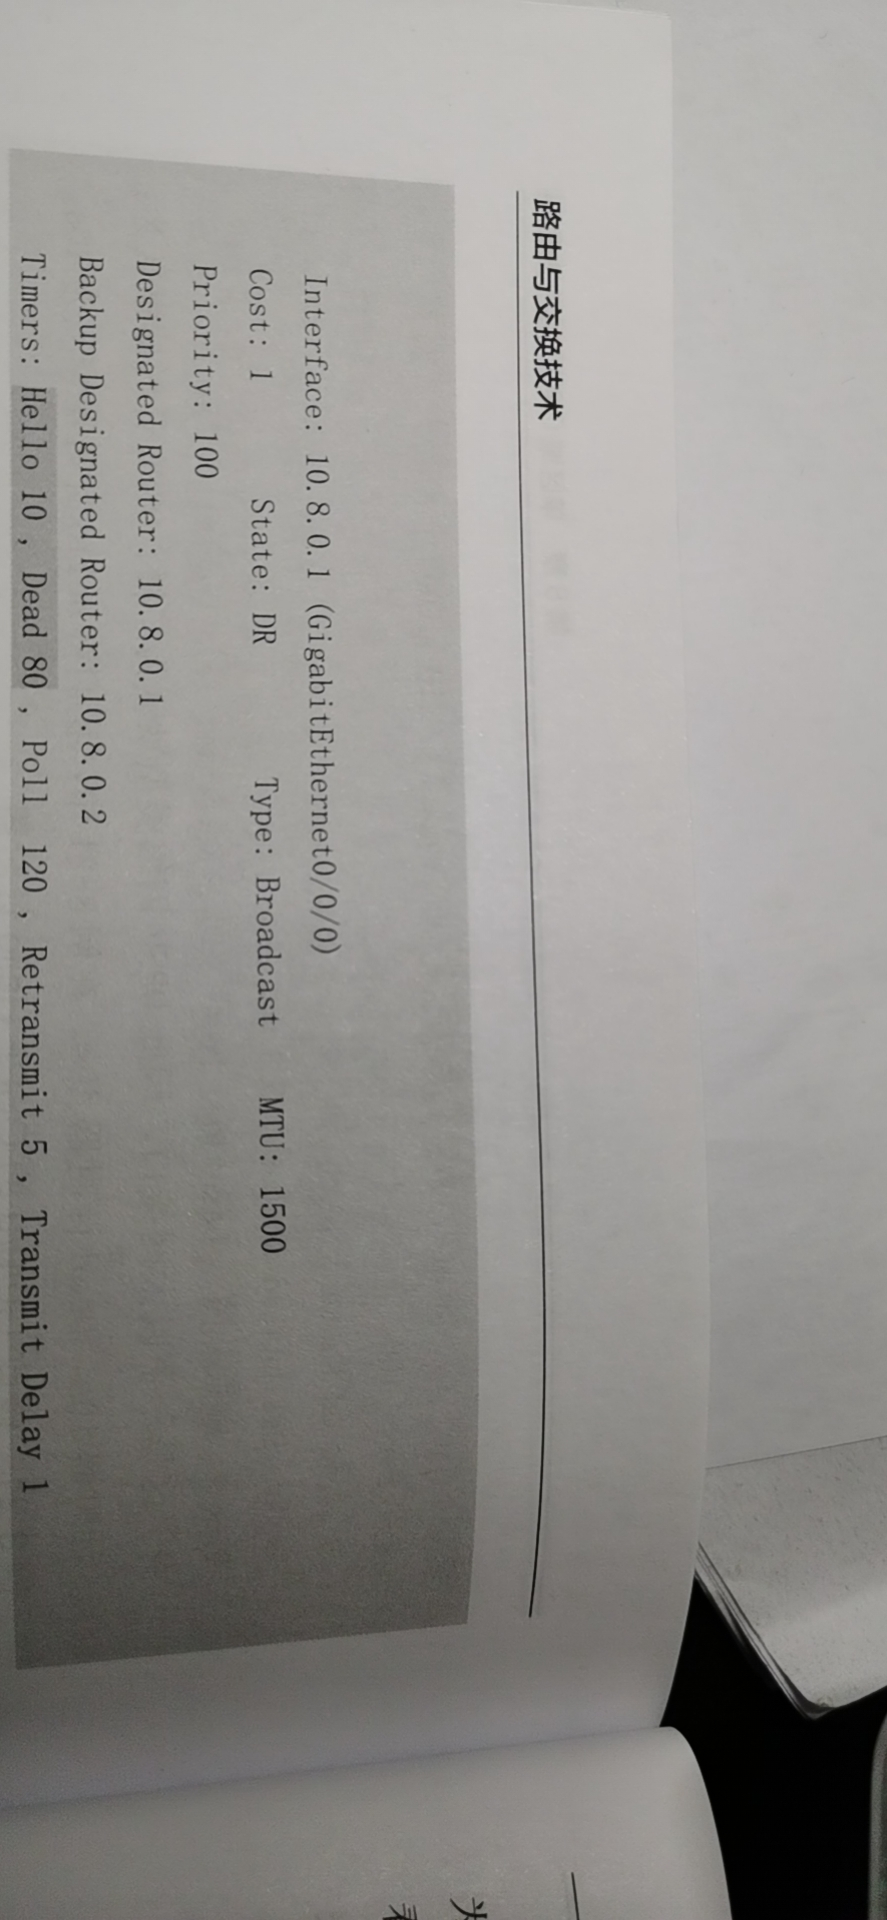 路由与交换技术
Interface: 10.8.0.1 (GigabitEthernet0/0/0)
Cost: 1 State: DR Type: Broadcast MTU: 1500
Priority: 100
Designated Router: 10.8.0.1
Backup Designated Router: 10.8.0.2
Timers: Hello 10 , Dead 80 , Poll 120 , Retransmit 5 , Transmit Delay 1